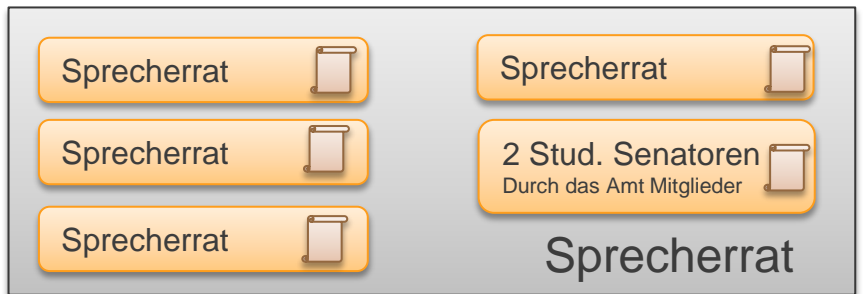 Sprecherrat
Sprecherrat
Sprecherrat
Sprecherrat
2 Stud. Senatoren
Durch das Amt Mitglieder
Sprecherrat